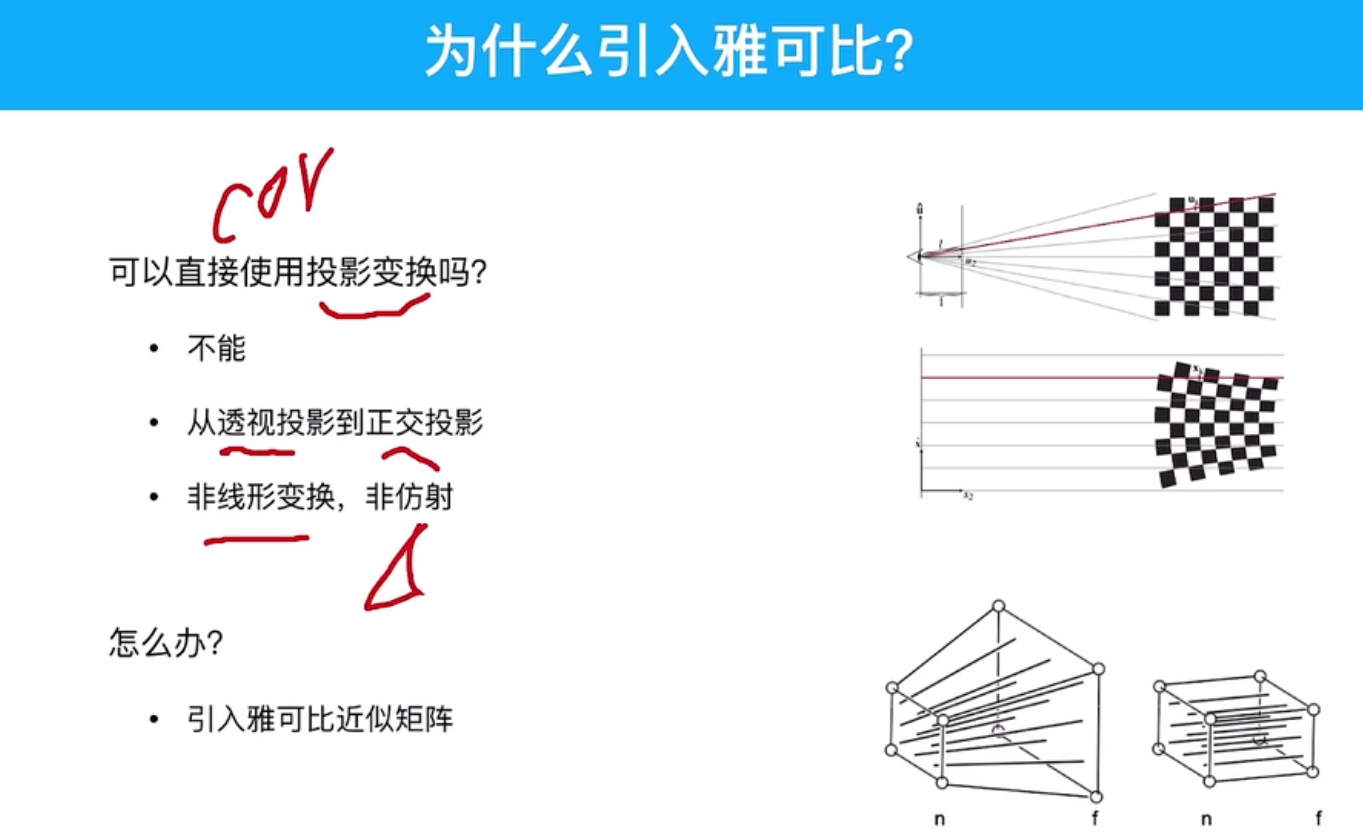 为什么引入雅可比?
cov
可以直接使用投影变换吗?
• 不能
• 从透视投影到正交投影
• 非线形变换，非仿射
怎么办?
• 引入雅可比近似矩阵
x₂
n f n f